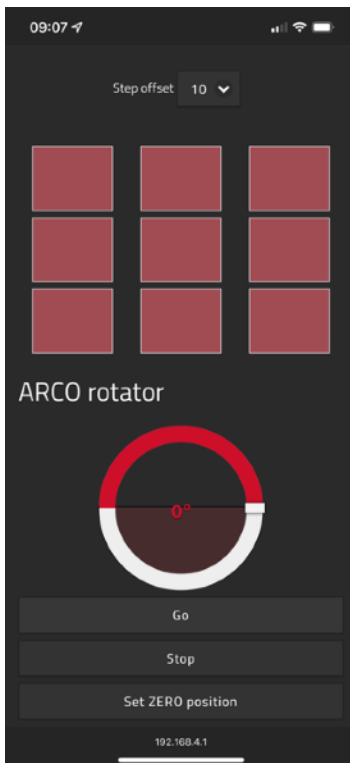 09:07
Step offset 10
ARCO rotator
0°
Go
Stop
Set ZERO position
192.168.4.1